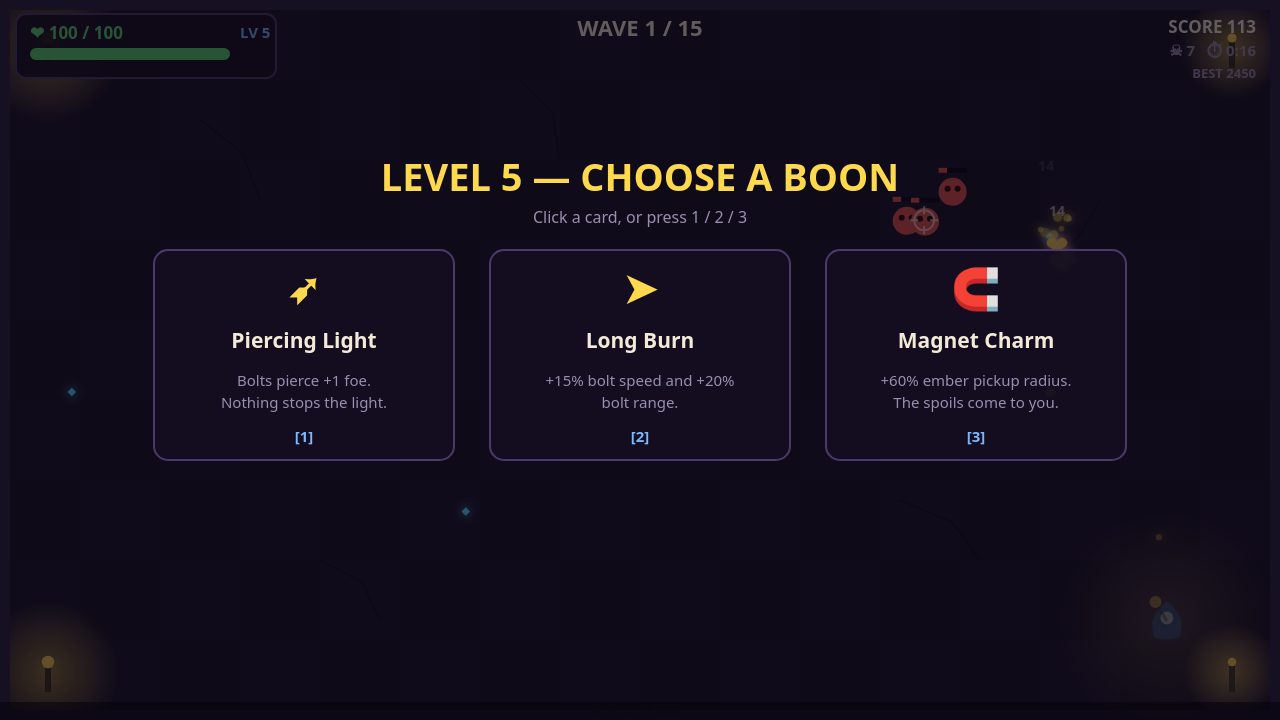 ❤ 100 / 100
LV 5
WAVE 1 / 15
SCORE 113
☠ 7 ⏱ 0:16
BEST 2450
14
LEVEL 5 — CHOOSE A BOON
14
Click a card, or press 1 / 2 / 3
Piercing Light
Bolts pierce +1 foe.
Nothing stops the light.
[1]
Long Burn
+15% bolt speed and +20%
bolt range.
[2]
Magnet Charm
+60% ember pickup radius.
The spoils come to you.
[3]